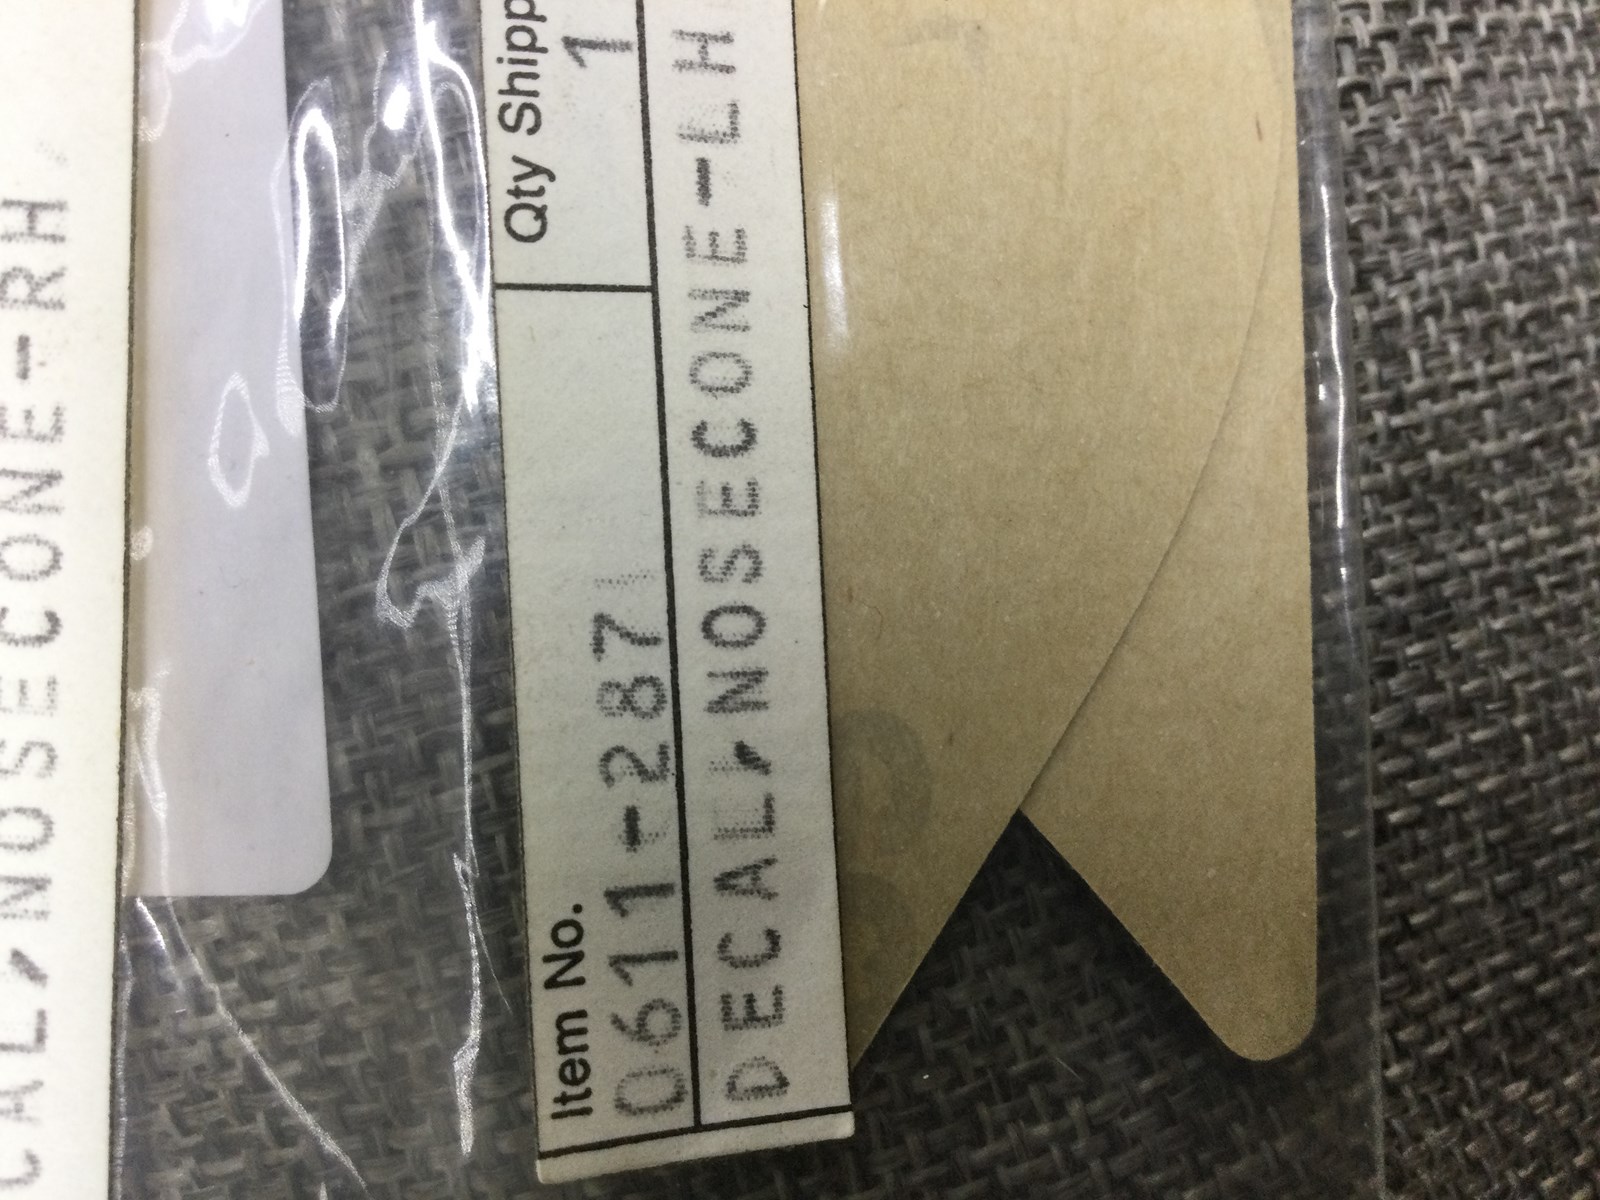 CAL, NOSECONE-RH,
Item No.
Qty Shipp
0611-287
1
DECAL, NOSECONE-LH